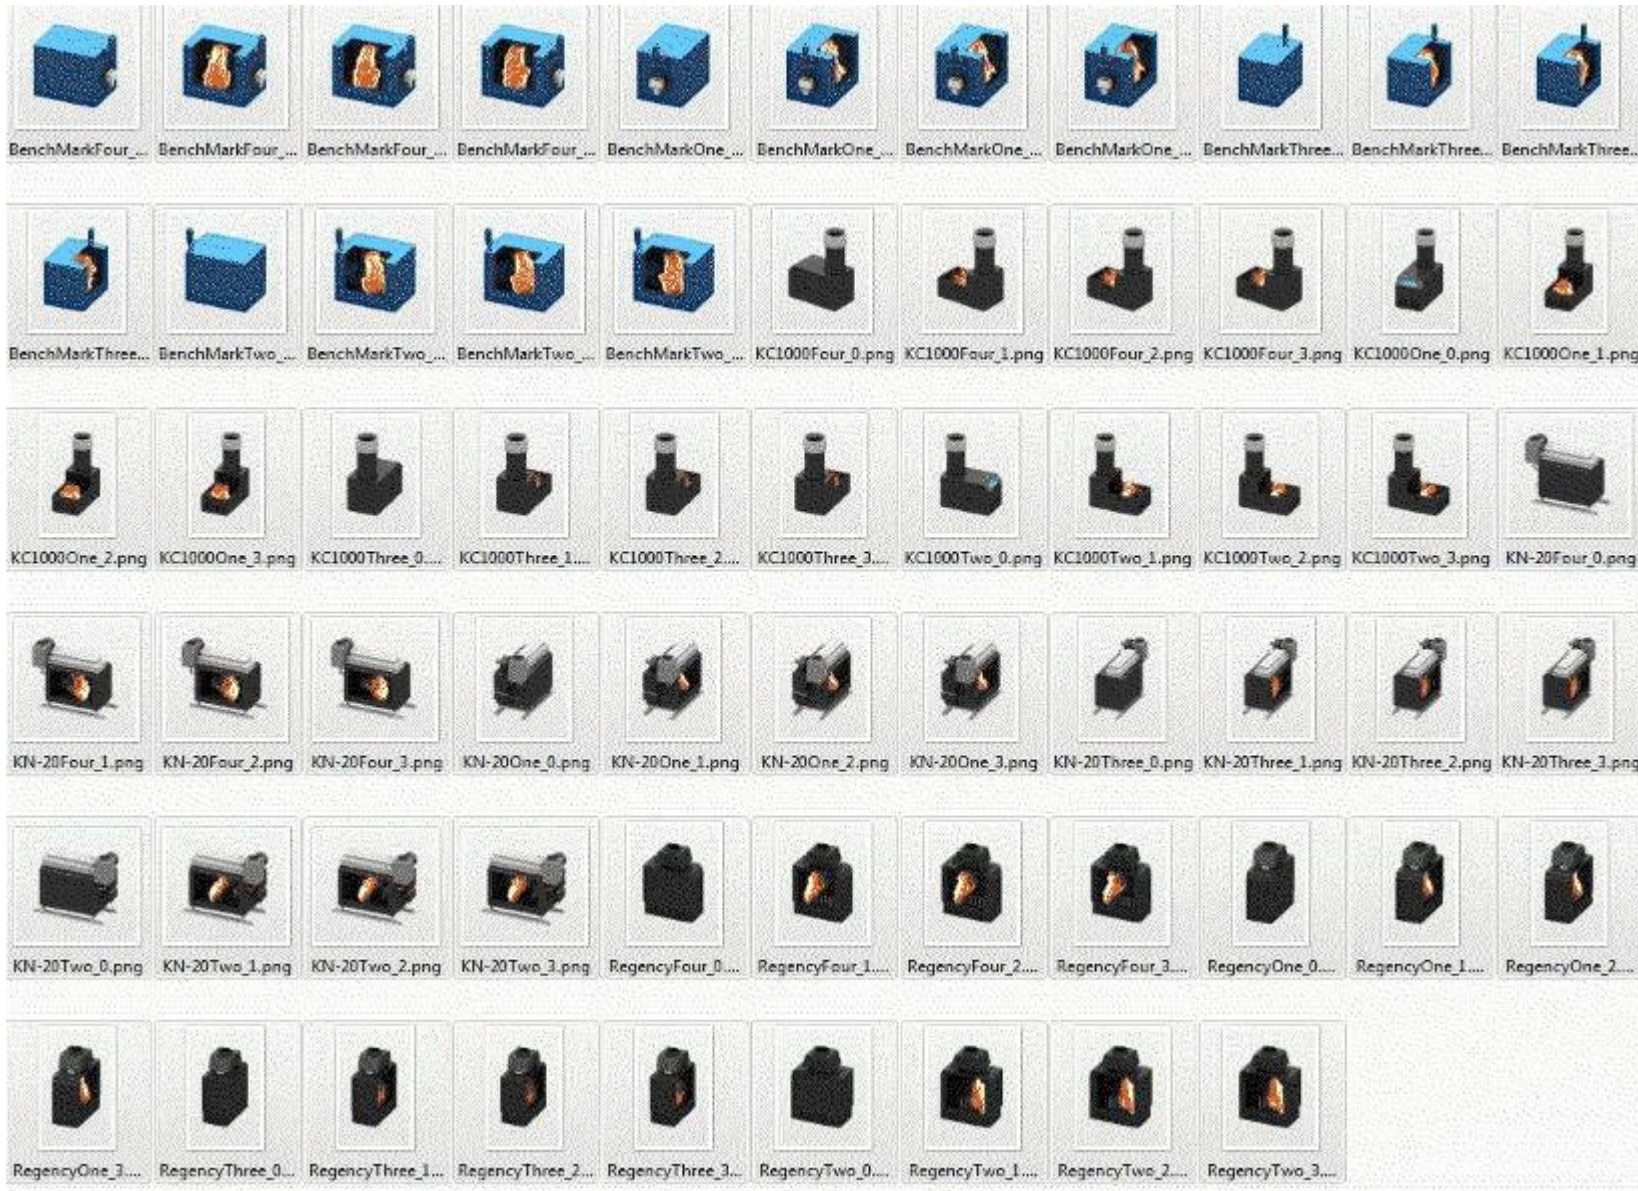 BenchMarkFour_... BenchMarkFour_... BenchMarkFour_... BenchMarkFour_... BenchMarkOne_... BenchMarkOne_... BenchMarkOne_... BenchMarkOne_... BenchMarkThree... BenchMarkThree... BenchMarkThree...
BenchMarkThree... BenchMarkTwo_... BenchMarkTwo_... BenchMarkTwo_... BenchMarkTwo_... KC1000Four_0.png KC1000Four_1.png KC1000Four_2.png KC1000Four_3.png KC1000One_0.png KC1000One_1.png
KC1000One_2.png KC1000One_3.png KC1000Three_0.... KC1000Three_1.... KC1000Three_2.... KC1000Three_3.... KC1000Two_0.png KC1000Two_1.png KC1000Two_2.png KC1000Two_3.png KN-20Four_0.png
KN-20Four_1.png KN-20Four_2.png KN-20Four_3.png KN-20One_0.png KN-20One_1.png KN-20One_2.png KN-20One_3.png KN-20Three_0.png KN-20Three_1.png KN-20Three_2.png KN-20Three_3.png
KN-20Two_0.png KN-20Two_1.png KN-20Two_2.png KN-20Two_3.png RegencyFour_0.... RegencyFour_1.... RegencyFour_2.... RegencyFour_3.... RegencyOne_0.... RegencyOne_1.... RegencyOne_2....
RegencyOne_3.... RegencyThree_0... RegencyThree_1... RegencyThree_2... RegencyThree_3... RegencyTwo_0.... RegencyTwo_1.... RegencyTwo_2.... RegencyTwo_3....